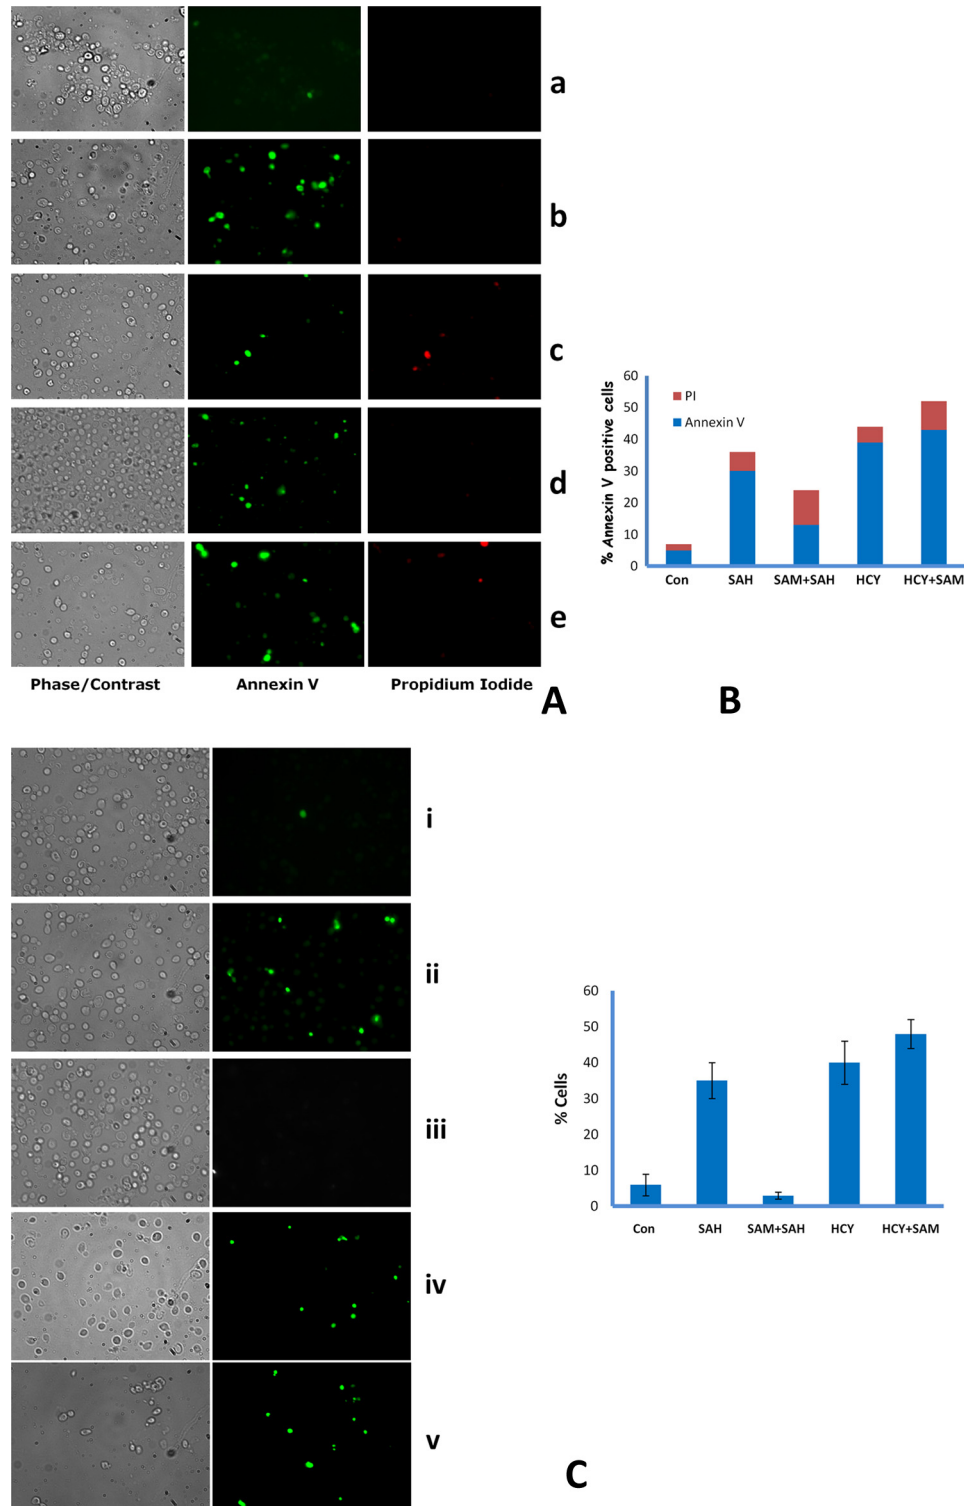 a
b
c
d
e
Phase/Contrast Annexin V Propidium Iodide
A
% Annexin V positive cells
60
50
40
30
20
10
0
PI
Annexin V
Con SAH SAM+SAH HCY HCY+SAM
B
i
ii
iii
iv
v
% Cells
60
50
40
30
20
10
0
Con SAH SAM+SAH HCY HCY+SAM
C